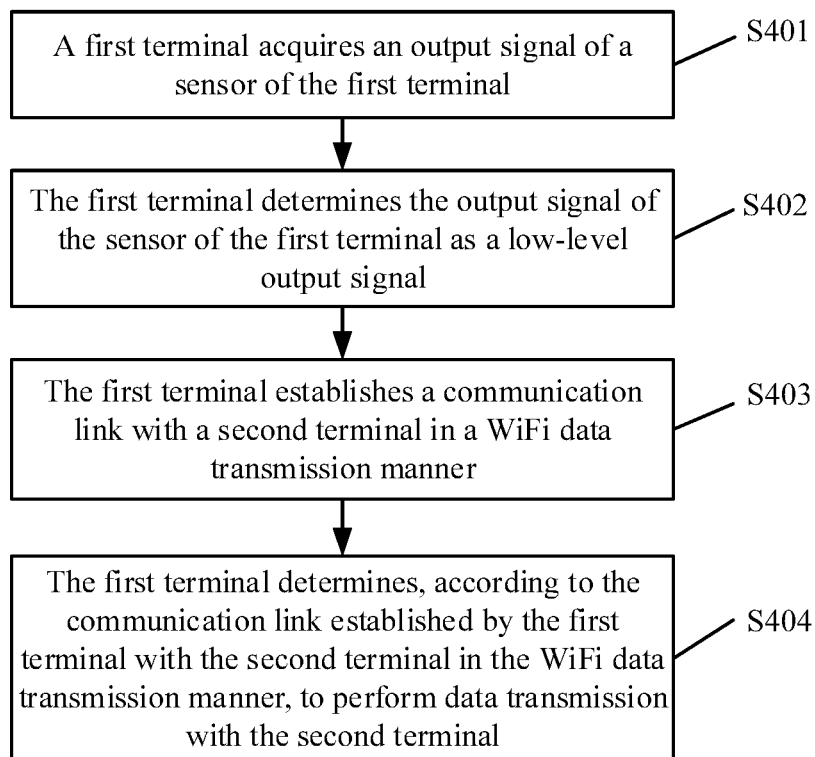 A first terminal acquires an output signal of a
sensor of the first terminal
S401
The first terminal determines the output signal of
the sensor of the first terminal as a low-level
output signal
S402
The first terminal establishes a communication
link with a second terminal in a WiFi data
transmission manner
S403
The first terminal determines, according to the
communication link established by the first
terminal with the second terminal in the WiFi data
transmission manner, to perform data transmission
with the second terminal
S404